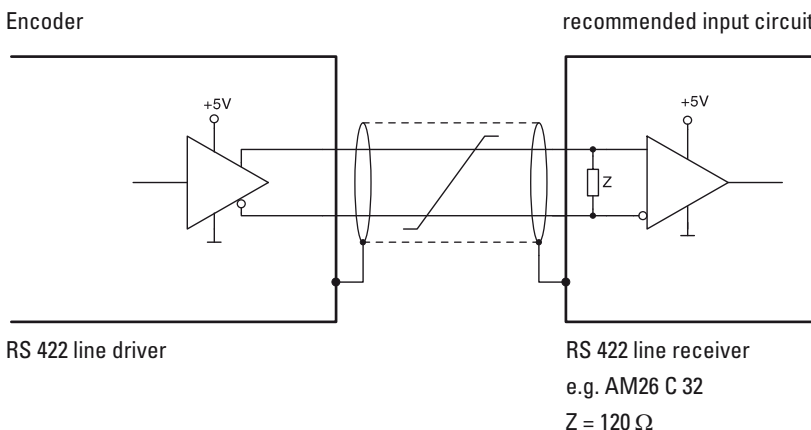 Encoder
recommended input circuit
+5V
+5V
Z
RS 422 line driver
RS 422 line receiver
e.g. AM26 C 32
Z = 120 Ω